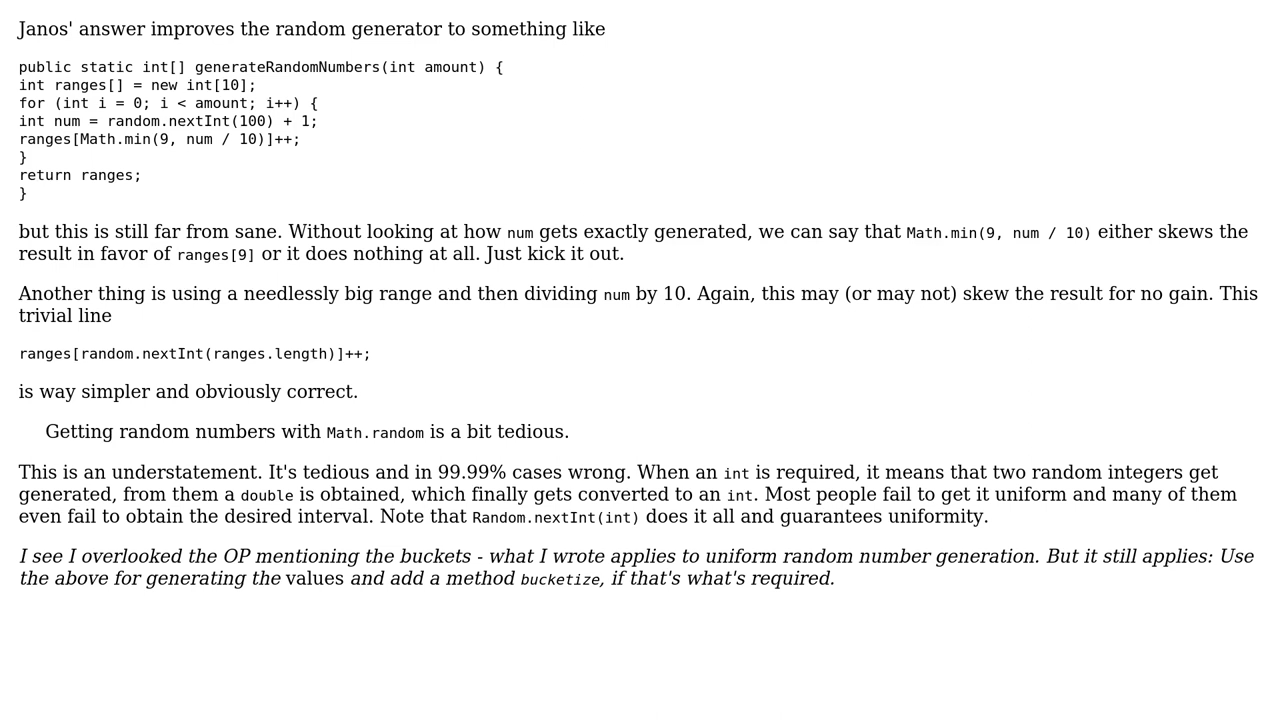 Janos' answer improves the random generator to something like
public static int[] generateRandomNumbers(int amount) {
int ranges[] = new int[10];
for (int i = 0; i < amount; i++) {
int num = random.nextInt(100) + 1;
ranges[Math.min(9, num / 10)]++;
}
return ranges;
}
but this is still far from sane. Without looking at how num gets exactly generated, we can say that Math.min(9, num / 10) either skews the
result in favor of ranges[9] or it does nothing at all. Just kick it out.
Another thing is using a needlessly big range and then dividing num by 10. Again, this may (or may not) skew the result for no gain. This
trivial line
ranges[random.nextInt(ranges.length)]++;
is way simpler and obviously correct.
Getting random numbers with Math.random is a bit tedious.
This is an understatement. It's tedious and in 99.99% cases wrong. When an int is required, it means that two random integers get
generated, from them a double is obtained, which finally gets converted to an int. Most people fail to get it uniform and many of them
even fail to obtain the desired interval. Note that Random.nextInt(int) does it all and guarantees uniformity.
I see I overlooked the OP mentioning the buckets - what I wrote applies to uniform random number generation. But it still applies: Use
the above for generating the values and add a method bucketize, if that's what's required.